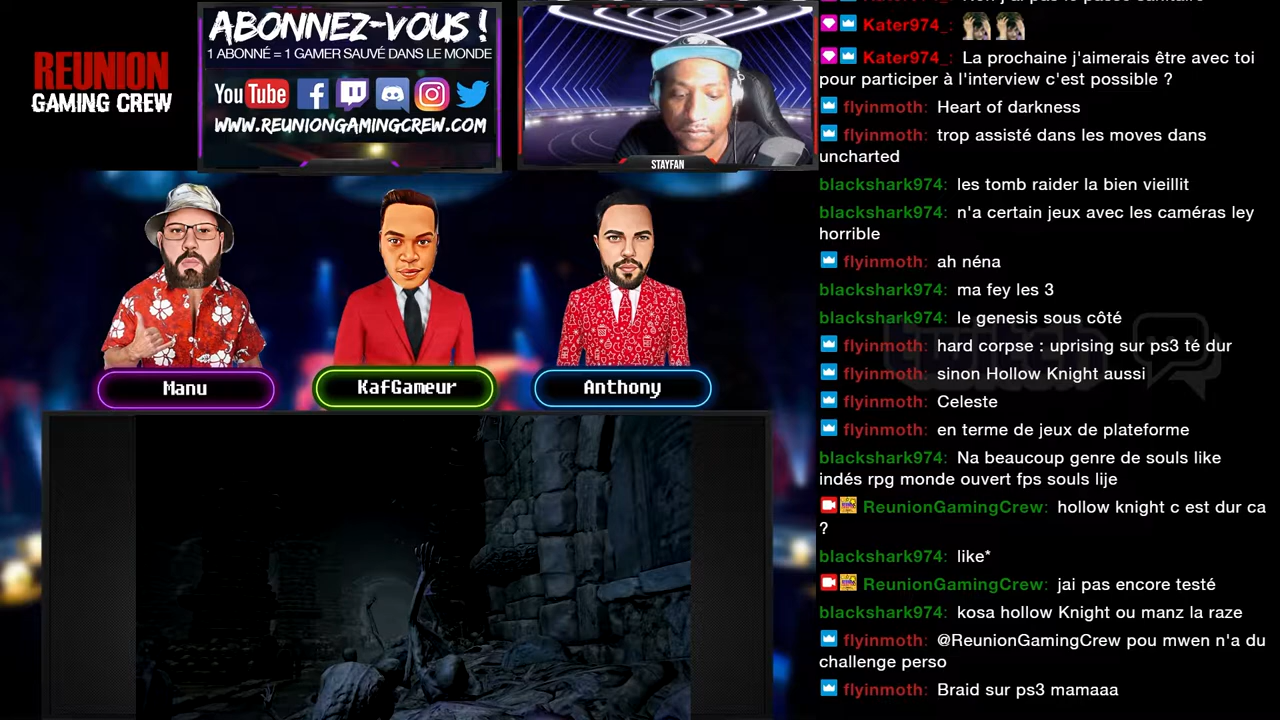 REUNION
GAMING CREW
ABONNEZ-VOUS !
1 ABONNÉ = 1 GAMER SAUVÉ DANS LE MONDE
YouTube
WWW.REUNIONGAMINGCREW.COM
STAYFAN
Manu
KafGameur
Anthony
Kater974_:
Kater974_: La prochaine j'aimerais être avec toi
pour participer à l'interview c'est possible ?
flyinmoth: Heart of darkness
flyinmoth: trop assisté dans les moves dans
uncharted
blackshark974: les tomb raider la bien vieillit
blackshark974: n'a certain jeux avec les caméras ley
horrible
flyinmoth: ah néna
blackshark974: ma fey les 3
blackshark974: le genesis sous côté
flyinmoth: hard corpse : uprising sur ps3 té dur
flyinmoth: sinon Hollow Knight aussi
flyinmoth: Celeste
flyinmoth: en terme de jeux de plateforme
blackshark974: Na beaucoup genre de souls like
indés rpg monde ouvert fps souls lije
ReunionGamingCrew: hollow knight c est dur ca
?
blackshark974: like*
ReunionGamingCrew: jai pas encore testé
blackshark974: kosa hollow Knight ou manz la raze
flyinmoth: @ReunionGamingCrew pou mwen n'a du
challenge perso
flyinmoth: Braid sur ps3 mamaaa